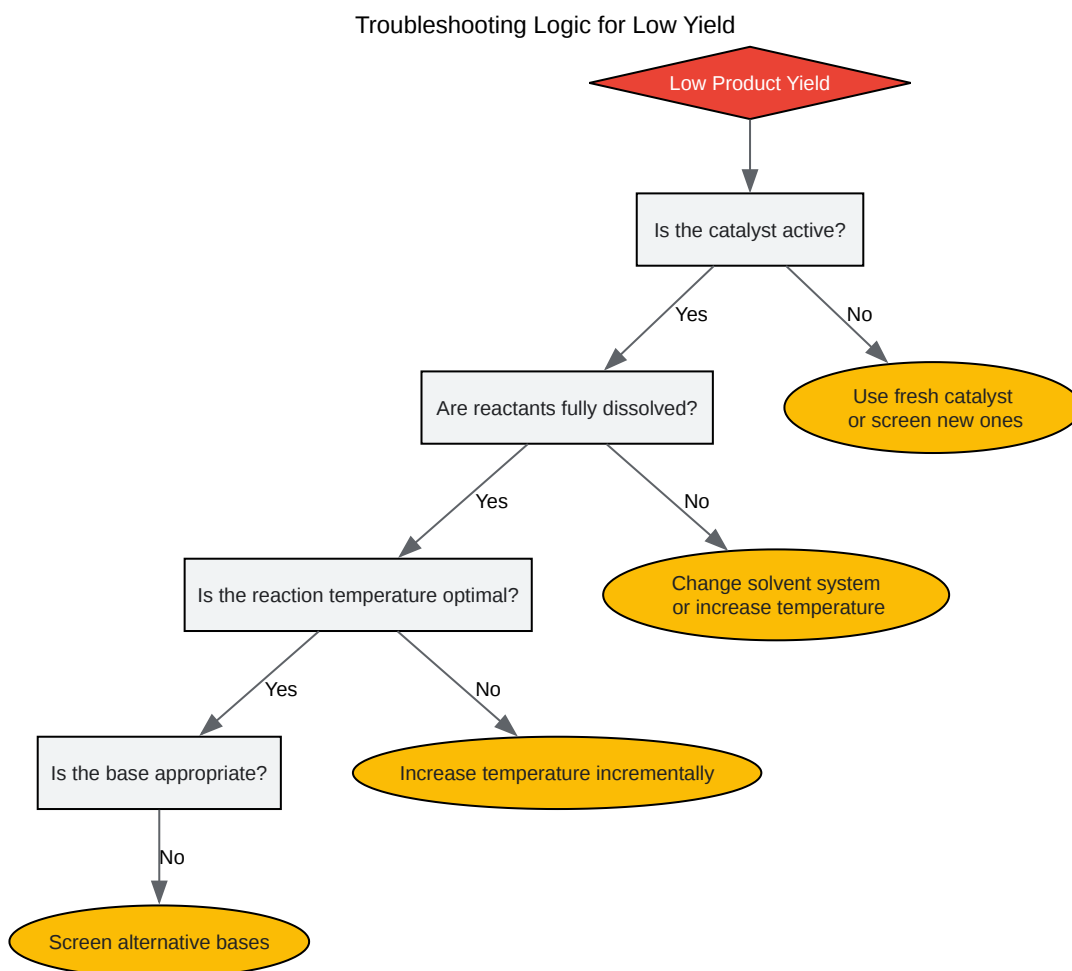 Troubleshooting Logic for Low Yield
Low Product Yield
Is the catalyst active?
Yes
No
Use fresh catalyst
or screen new ones
Are reactants fully dissolved?
Yes
No
Change solvent system
or increase temperature
Is the reaction temperature optimal?
Yes
No
Is the base appropriate?
Increase temperature incrementally
No
Screen alternative bases